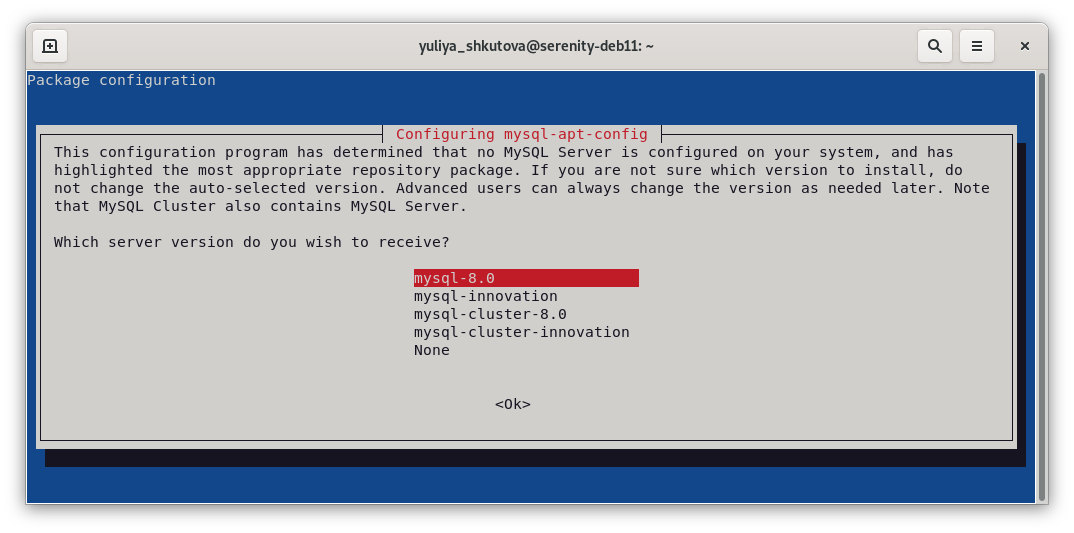 yuliya_shkutova@serenity-deb11: ~
Package configuration
Configuring mysql-apt-config
This configuration program has determined that no MySQL Server is configured on your system, and has
highlighted the most appropriate repository package. If you are not sure which version to install, do
not change the auto-selected version. Advanced users can always change the version as needed later. Note
that MySQL Cluster also contains MySQL Server.
Which server version do you wish to receive?
mysql-8.0
mysql-innovation
mysql-cluster-8.0
mysql-cluster-innovation
None
<Ok>